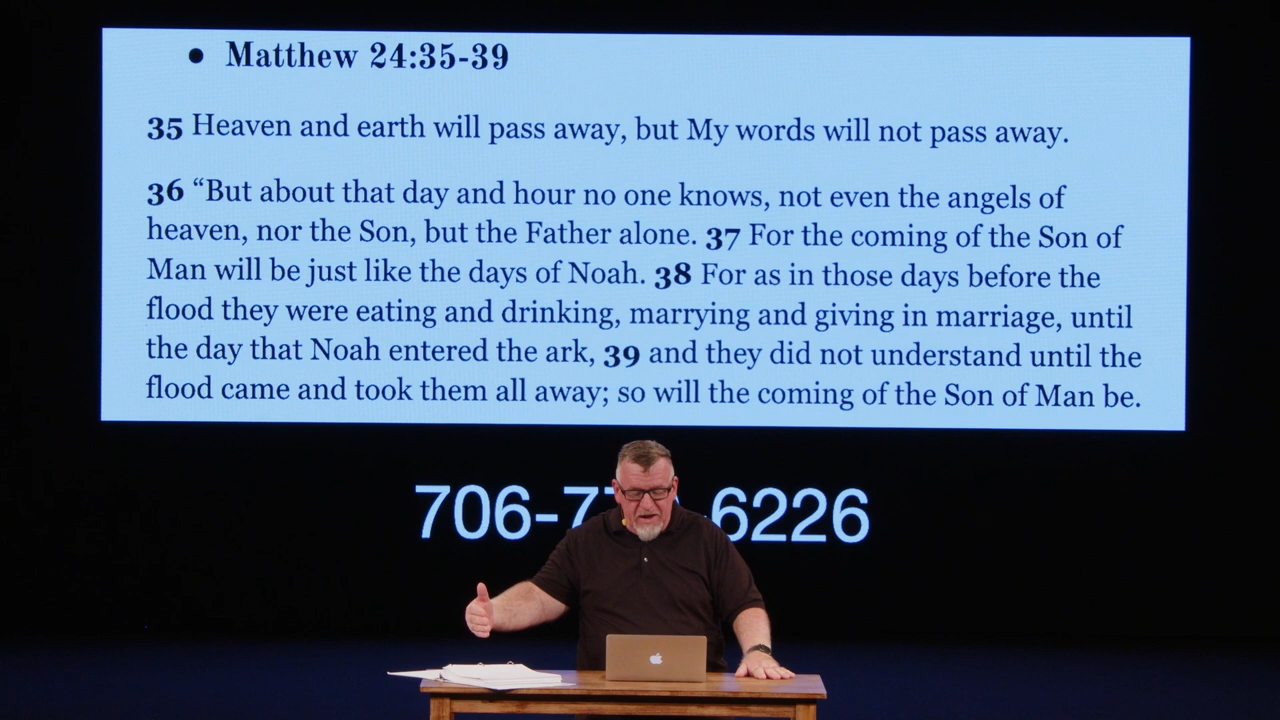 • Matthew 24:35-39
35 Heaven and earth will pass away, but My words will not pass away.
36 “But about that day and hour no one knows, not even the angels of
heaven, nor the Son, but the Father alone. 37 For the coming of the Son of
Man will be just like the days of Noah. 38 For as in those days before the
flood they were eating and drinking, marrying and giving in marriage, until
the day that Noah entered the ark, 39 and they did not understand until the
flood came and took them all away; so will the coming of the Son of Man be.
706-7 6226